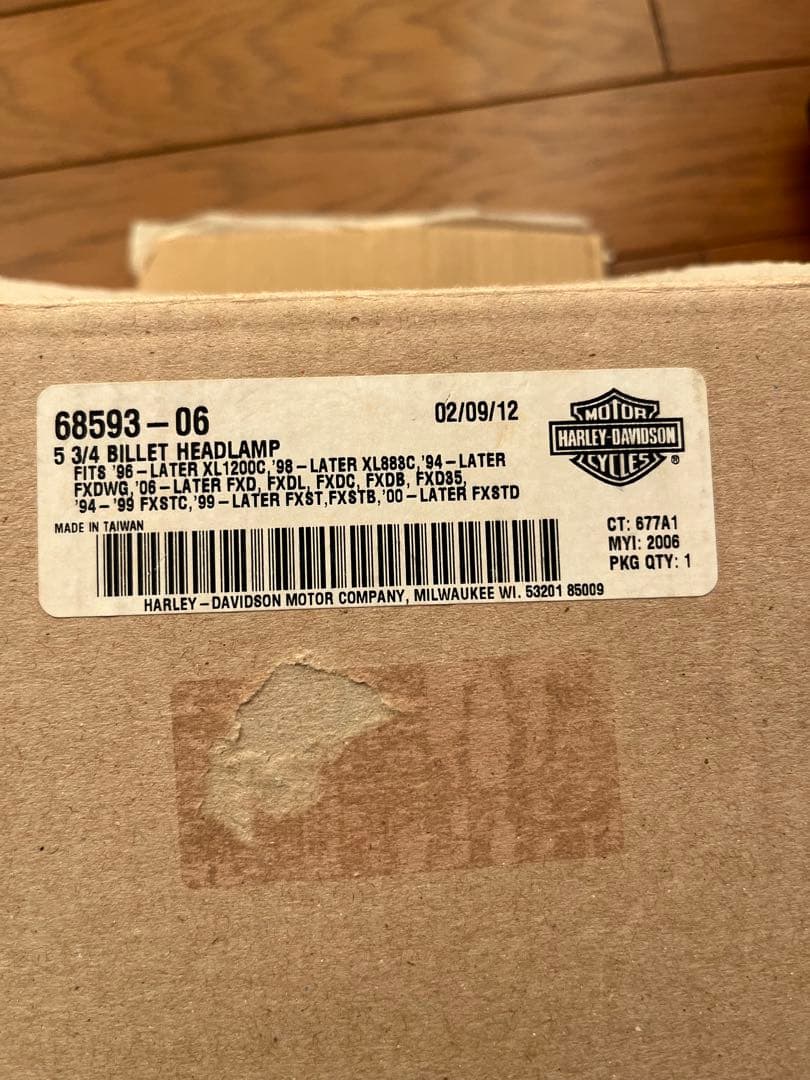 68593-06
02/09/12
5 3/4 BILLET HEADLAMP
FITS '96-LATER XL1200C,'98-LATER XL883C,'94-LATER
FXDWG,'06-LATER FXD, FXDL, FXDC, FXDB, FXD35,
'94-'99 FXSTC,'99-LATER FXST,FXSTB,'00-LATER FXSTD
MADE IN TAIWAN
HARLEY-DAVIDSON MOTOR COMPANY, MILWAUKEE WI. 53201 85009
MOTOR
HARLEY-DAVIDSON
CYCLES
®
CT: 677A1
MYI: 2006
PKG QTY: 1